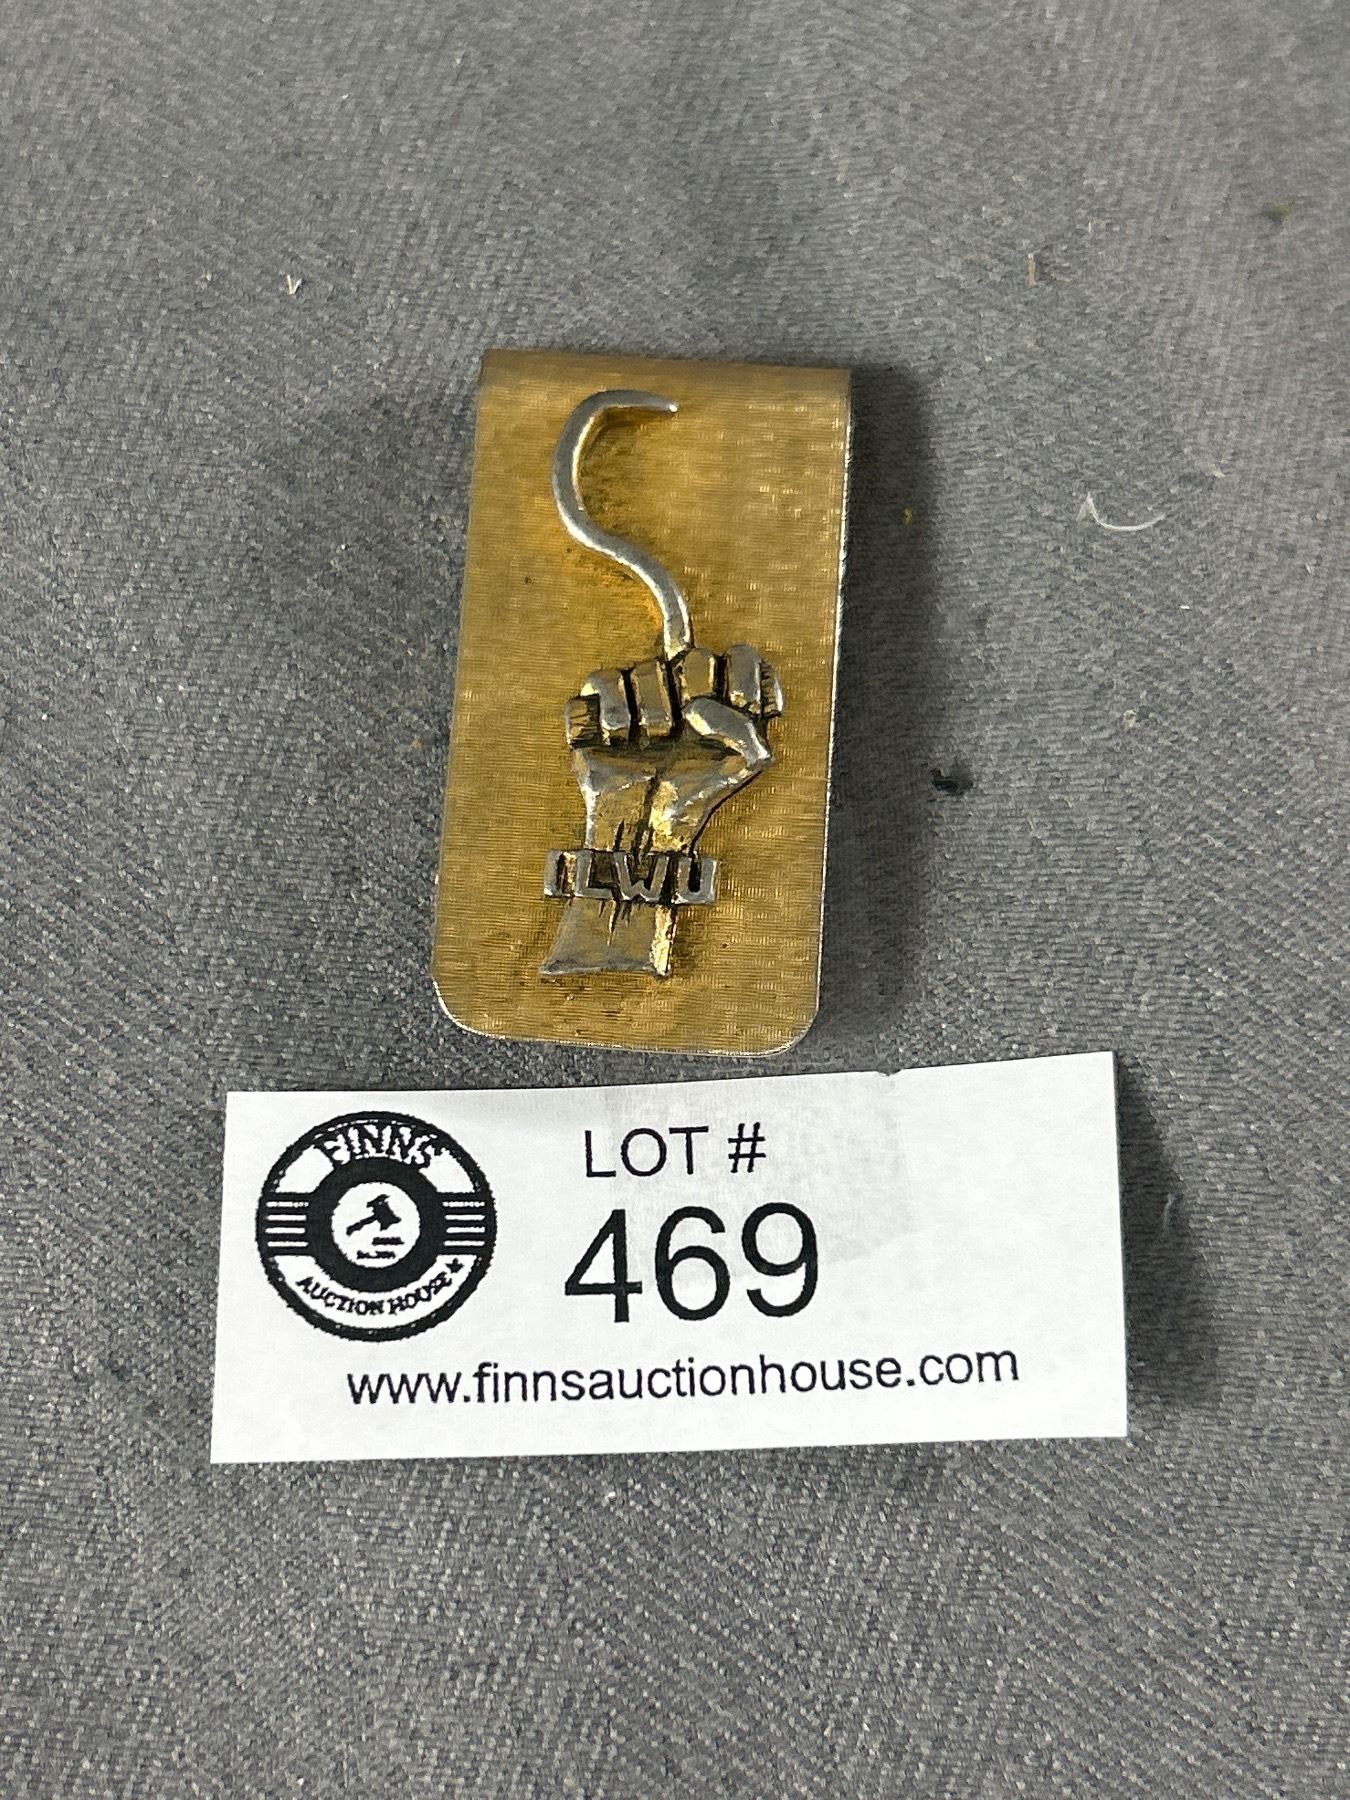 ILWU
FINNS
AUCTION HOUSE
LOT #
469
www.finnsauctionhouse.com